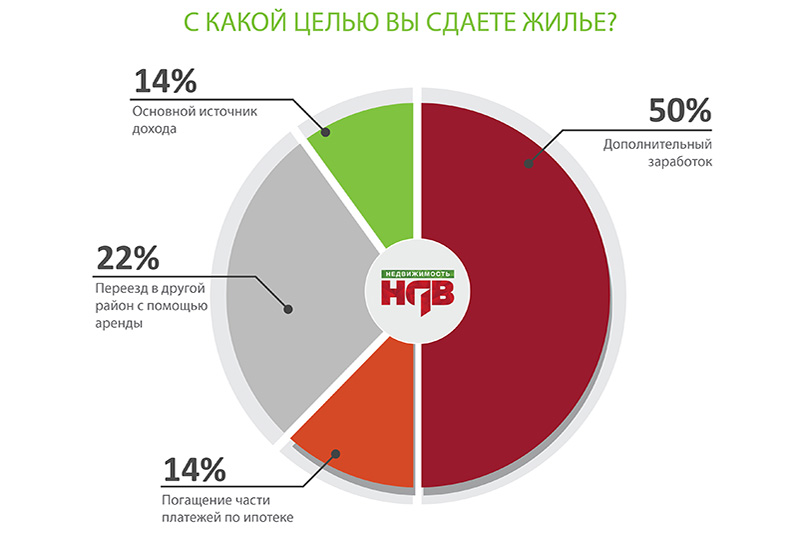 С КАКОЙ ЦЕЛЬЮ ВЫ СДАЕТЕ ЖИЛЬЕ?
14%
Основной источник
дохода
50%
Дополнительный
заработок
22%
Переезд в другой
район с помощью
аренды
НЕДВИЖИМОСТЬ
НДВ
14%
Погащение части
платежей по ипотеке